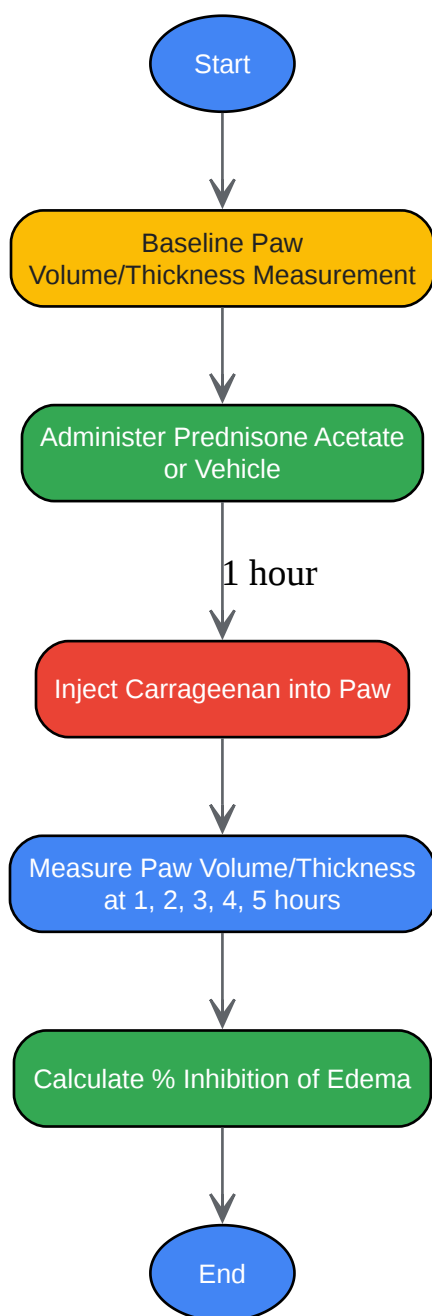 Start
Baseline Paw
Volume/Thickness Measurement
Administer Prednisone Acetate
or Vehicle
1 hour
Inject Carrageenan into Paw
Measure Paw Volume/Thickness
at 1, 2, 3, 4, 5 hours
Calculate % Inhibition of Edema
End